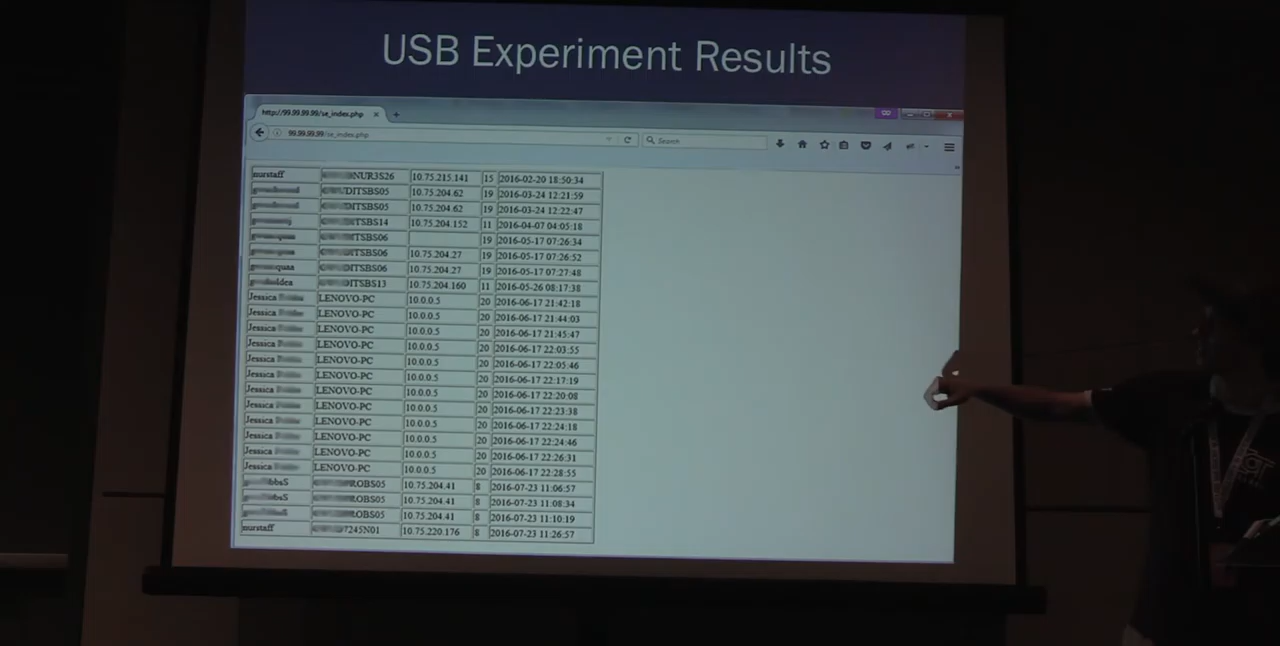 USB Experiment Results
http://99.99.99.99/se_index.php
99.99.99.99/se_index.php Search
nurstaff NUR3S26 10.75.215.141 15 2016-02-20 18:50:34
DITSBS05 10.75.204.62 19 2016-03-24 12:21:59
DITSBS05 10.75.204.62 19 2016-03-24 12:22:47
DITSBS14 10.75.204.152 11 2016-04-07 04:05:18
DITSBS06 19 2016-05-17 07:26:34
DITSBS06 10.75.204.27 19 2016-05-17 07:26:52
DITSBS06 10.75.204.27 19 2016-05-17 07:27:48
DITSBS13 10.75.204.160 11 2016-05-26 08:17:38
Jessica LENOVO-PC 10.0.0.5 20 2016-06-17 21:42:18
Jessica LENOVO-PC 10.0.0.5 20 2016-06-17 21:44:03
Jessica LENOVO-PC 10.0.0.5 20 2016-06-17 21:45:47
Jessica LENOVO-PC 10.0.0.5 20 2016-06-17 22:03:55
Jessica LENOVO-PC 10.0.0.5 20 2016-06-17 22:05:46
Jessica LENOVO-PC 10.0.0.5 20 2016-06-17 22:17:19
Jessica LENOVO-PC 10.0.0.5 20 2016-06-17 22:20:08
Jessica LENOVO-PC 10.0.0.5 20 2016-06-17 22:23:38
Jessica LENOVO-PC 10.0.0.5 20 2016-06-17 22:24:18
Jessica LENOVO-PC 10.0.0.5 20 2016-06-17 22:24:46
Jessica LENOVO-PC 10.0.0.5 20 2016-06-17 22:26:31
Jessica LENOVO-PC 10.0.0.5 20 2016-06-17 22:28:55
ROBS05 10.75.204.41 8 2016-07-23 11:06:57
ROBS05 10.75.204.41 8 2016-07-23 11:08:34
ROBS05 10.75.204.41 8 2016-07-23 11:10:19
nurstaff 7245N01 10.75.220.176 8 2016-07-23 11:26:57